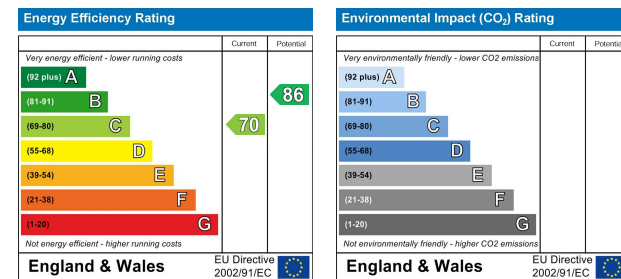 Energy Efficiency Rating
Current Potential
Very energy efficient - lower running costs
(92 plus) A
(81-91) B
86
(69-80) C
70
(55-68) D
(39-54) E
(21-38) F
(1-20) G
Not energy efficient - higher running costs
England & Wales
EU Directive
2002/91/EC
Environmental Impact (CO₂) Rating
Current Potential
Very environmentally friendly - lower CO2 emissions
(92 plus) A
(81-91) B
(69-80) C
(55-68) D
(39-54) E
(21-38) F
(1-20) G
Not environmentally friendly - higher CO2 emissions
England & Wales
EU Directive
2002/91/EC